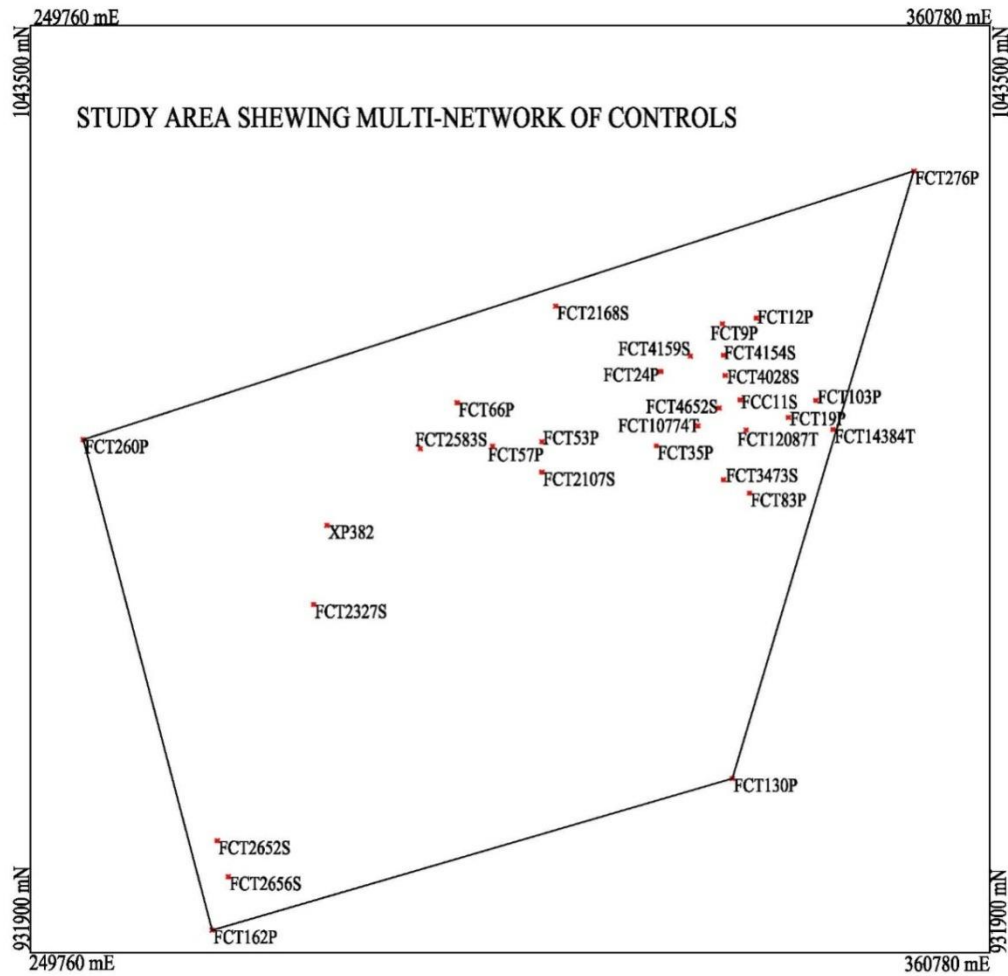 249760 mE 360780 mE
1043500 mN 1043500 mN
STUDY AREA SHEWING MULTI-NETWORK OF CONTROLS
FCT276P
FCT2168S
FCT12P
FCT9P
FCT4159S
FCT4154S
FCT24P
FCT4028S
FCT66P
FCT4652S
FCC11S
FCT103P
FCT19P
FCT10774T
FCT12087T
FCT14384T
FCT260P
FCT2583S
FCT57P
FCT53P
FCT35P
FCT2107S
FCT3473S
FCT83P
XP382
FCT2327S
FCT130P
FCT2652S
FCT2656S
FCT162P
931900 mN 931900 mN
249760 mE 360780 mE